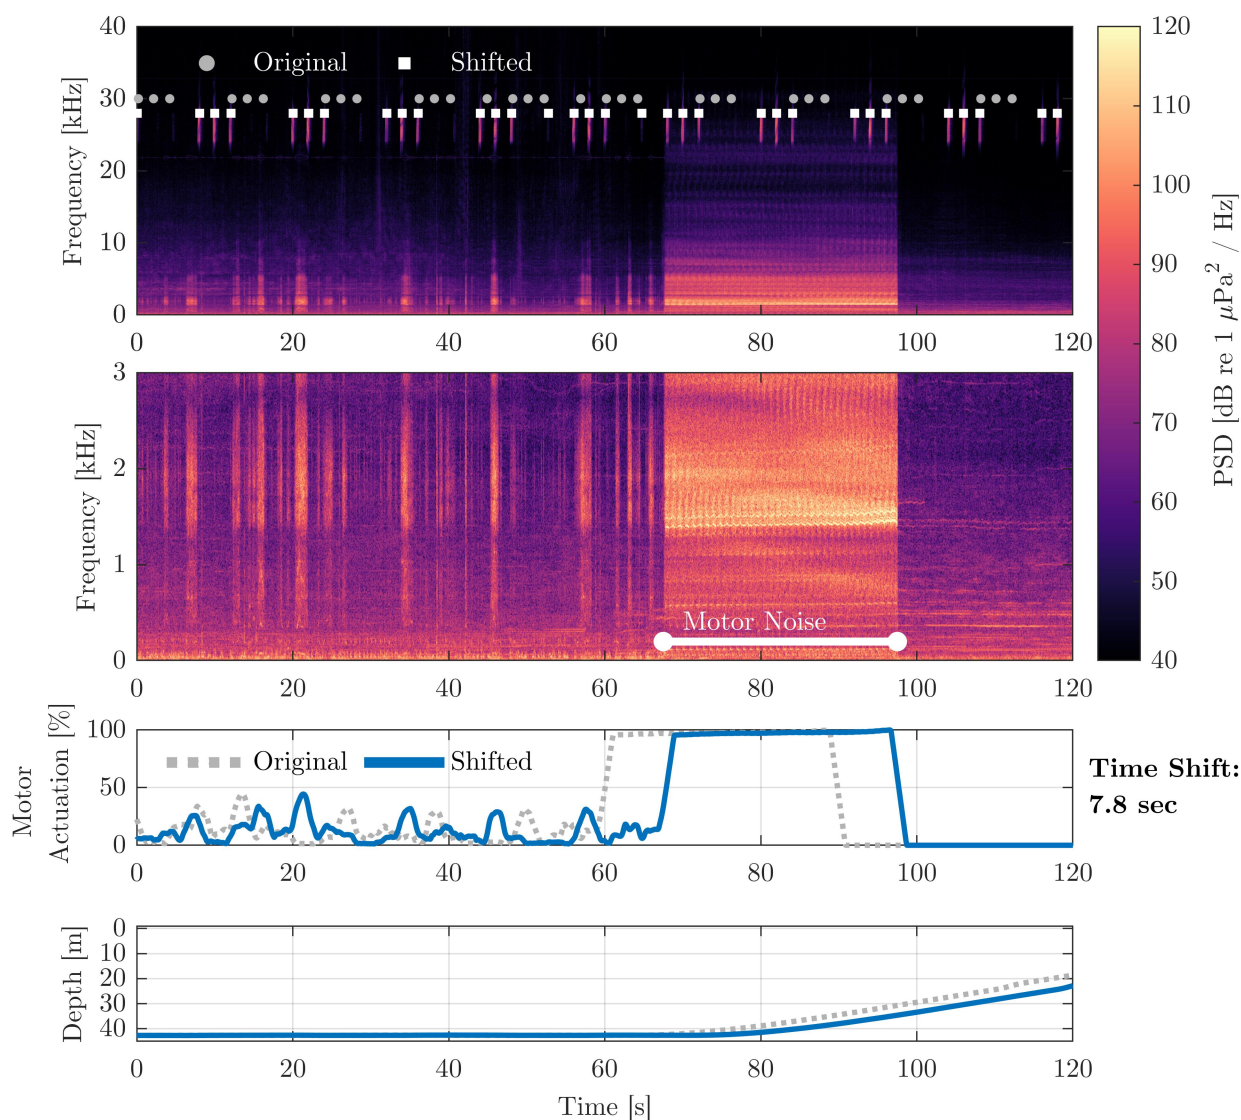 40
30
20
10
0
Frequency [kHz]
Original Shifted
0 20 40 60 80 100 120
3
2
1
0
Frequency [kHz]
Motor Noise
0 20 40 60 80 100 120
120
110
100
90
80
70
60
50
40
PSD [dB re 1 μPa² / Hz]
100
50
0
Motor
Actuation [%]
Original Shifted
0 20 40 60 80 100 120
Time Shift:
7.8 sec
0
10
20
30
40
Depth [m]
0 20 40 60 80 100 120
Time [s]